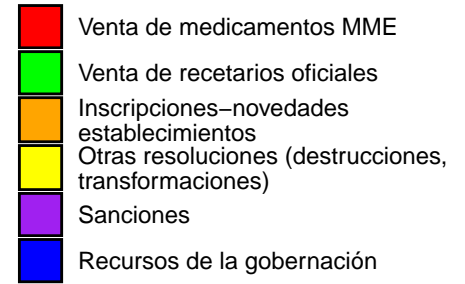 Venta de medicamentos MME
Venta de recetarios oficiales
Inscripciones−novedades
establecimientos
Otras resoluciones (destrucciones,
transformaciones)
Sanciones
Recursos de la gobernación